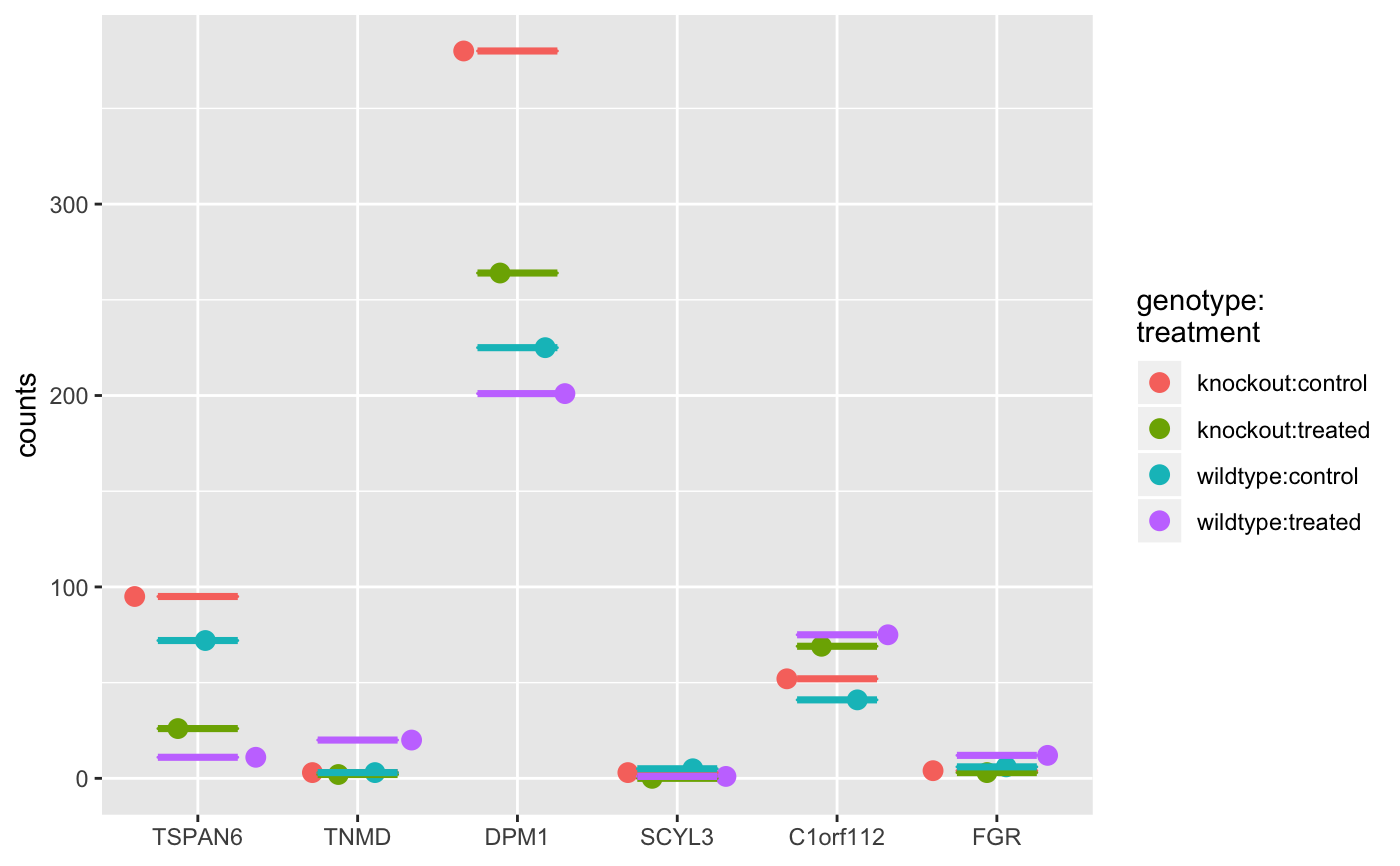 counts
300
200
100
0
TSPAN6 TNMD DPM1 SCYL3 C1orf112 FGR
genotype:
treatment
knockout:control
knockout:treated
wildtype:control
wildtype:treated